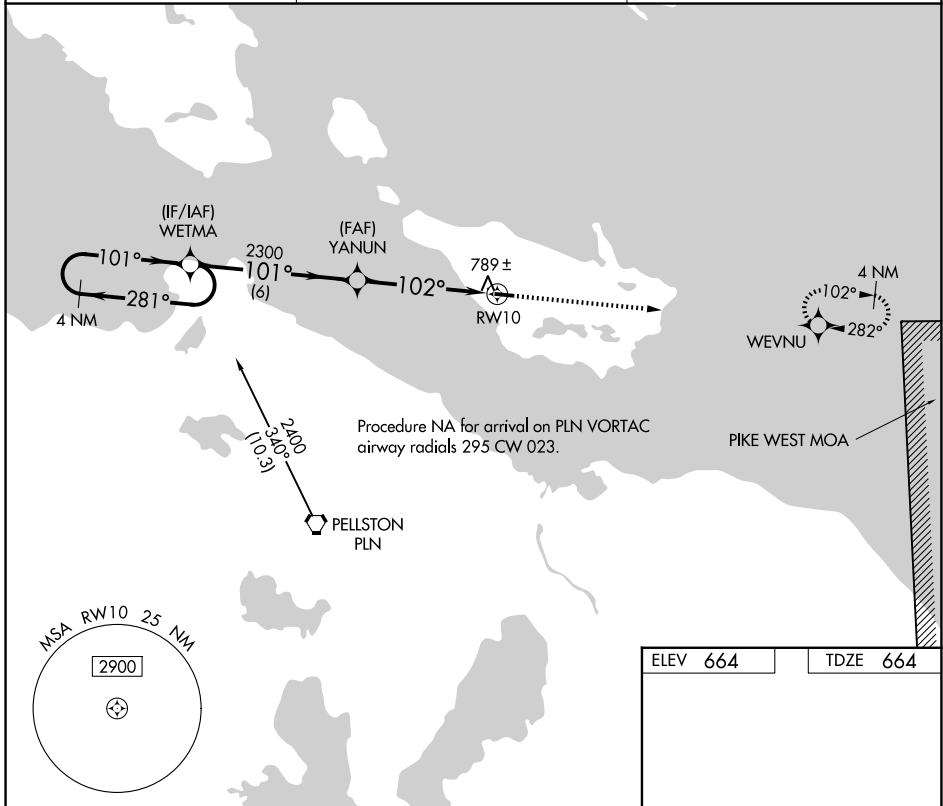 (IF/IAF)
WETMA
(FAF)
YANUN
101°
2300
101°
(6)
281°
4 NM
102°
789 ±
RW10
4 NM
102°
282°
WEVNU
2400
340°
(10.3)
Procedure NA for arrival on PLN VORTAC
airway radials 295 CW 023.
PIKE WEST MOA
PELLSTON
PLN
MSA RW10 25 NM
2900
ELEV 664
TDZE 664